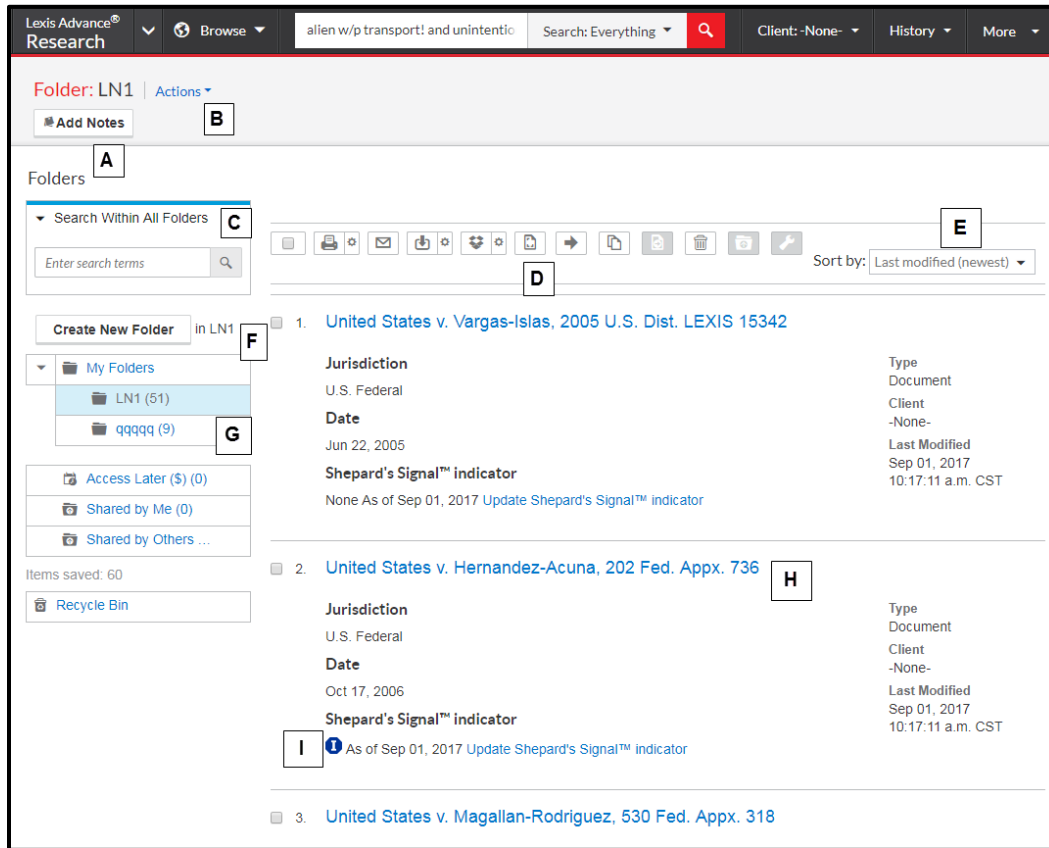 Lexis Advance®
Research
Browse
alien w/p transport! and unintentio
Search: Everything
Client: -None-
History
More
Folder: LN1
Actions
B
Add Notes
A
Folders
Search Within All Folders
C
Enter search terms
E
Sort by: Last modified (newest)
D
Create New Folder in LN1
F
My Folders
LN1 (51)
qqqqq (9)
G
Access Later ($) (0)
Shared by Me (0)
Shared by Others ...
Items saved: 60
Recycle Bin
1. United States v. Vargas-Islas, 2005 U.S. Dist. LEXIS 15342
Jurisdiction
U.S. Federal
Date
Jun 22, 2005
Shepard's Signal™ indicator
None As of Sep 01, 2017 Update Shepard's Signal™ indicator
Type
Document
Client
-None-
Last Modified
Sep 01, 2017
10:17:11 a.m. CST
2. United States v. Hernandez-Acuna, 202 Fed. Appx. 736
H
Jurisdiction
U.S. Federal
Date
Oct 17, 2006
Shepard's Signal™ indicator
I
I As of Sep 01, 2017 Update Shepard's Signal™ indicator
Type
Document
Client
-None-
Last Modified
Sep 01, 2017
10:17:11 a.m. CST
3. United States v. Magallan-Rodriguez, 530 Fed. Appx. 318